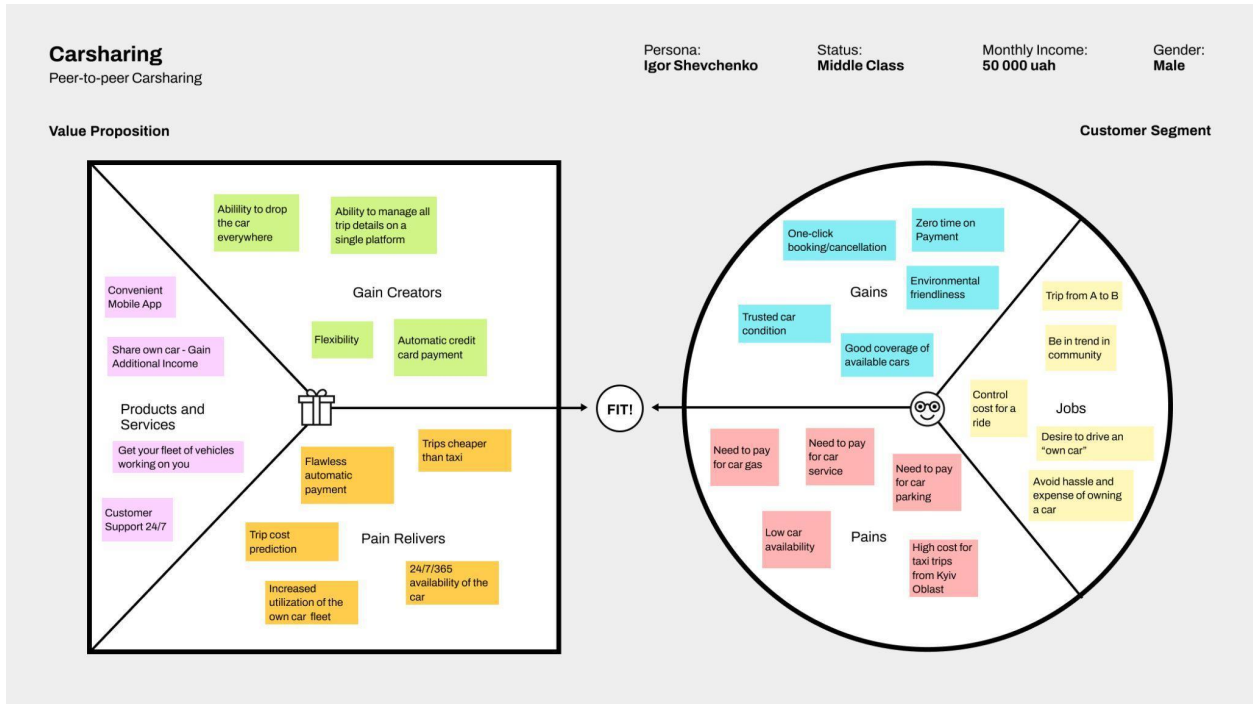 Carsharing
Peer-to-peer Carsharing
Persona:
Igor Shevchenko
Status:
Middle Class
Monthly Income:
50 000 uah
Gender:
Male
Value Proposition
Customer Segment
Abilility to drop
the car
everywhere
Ability to manage all
trip details on a
single platform
Gain Creators
Flexibility
Automatic credit
card payment
Convenient
Mobile App
Share own car - Gain
Additional Income
Products and
Services
Get your fleet of vehicles
working on you
Customer
Support 24/7
Flawless
automatic
payment
Trips cheaper
than taxi
Trip cost
prediction
Pain Relivers
Increased
utilization of the
own car fleet
24/7/365
availability of the
car
FIT!
One-click
booking/cancellation
Zero time on
Payment
Gains
Environmental
friendliness
Trusted car
condition
Good coverage of
available cars
Trip from A to B
Be in trend in
community
Control
cost for a
ride
Jobs
Desire to drive an
“own car”
Avoid hassle and
expense of owning
a car
Need to pay
for car gas
Need to pay
for car
service
Need to pay
for car
parking
Low car
availability
Pains
High cost for
taxi trips
from Kyiv
Oblast